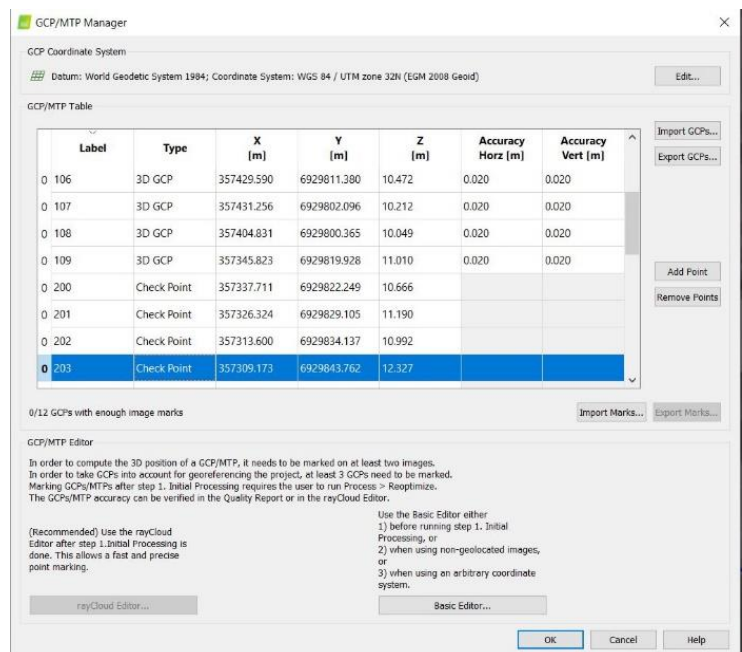 GCP/MTP Manager
GCP Coordinate System
Datum: World Geodetic System 1984; Coordinate System: WGS 84 / UTM zone 32N (EGM 2008 Geoid)
Edit...
GCP/MTP Table
Label Type X [m] Y [m] Z [m] Accuracy Horz [m] Accuracy Vert [m]
0 106 3D GCP 357429.590 6929811.380 10.472 0.020 0.020
0 107 3D GCP 357431.256 6929802.096 10.212 0.020 0.020
0 108 3D GCP 357404.831 6929800.365 10.049 0.020 0.020
0 109 3D GCP 357345.823 6929819.928 11.010 0.020 0.020
0 200 Check Point 357337.711 6929822.249 10.666
0 201 Check Point 357326.324 6929829.105 11.190
0 202 Check Point 357313.600 6929834.137 10.992
0 203 Check Point 357309.173 6929843.762 12.327
Import GCPs...
Export GCPs...
Add Point
Remove Points
0/12 GCPs with enough image marks
Import Marks... Export Marks...
GCP/MTP Editor
In order to compute the 3D position of a GCP/MTP, it needs to be marked on at least two images.
In order to take GCPs into account for georeferencing the project, at least 3 GCPs need to be marked.
Marking GCPs/MTPs after step 1. Initial Processing requires the user to run Process > Reoptimize.
The GCPs/MTP accuracy can be verified in the Quality Report or in the rayCloud Editor.
(Recommended) Use the rayCloud
Editor after step 1.Initial Processing is
done. This allows a fast and precise
point marking.
rayCloud Editor...
Use the Basic Editor either
1) before running step 1. Initial
Processing, or
2) when using non-geolocated images,
or
3) when using an arbitrary coordinate
system.
Basic Editor...
OK Cancel Help